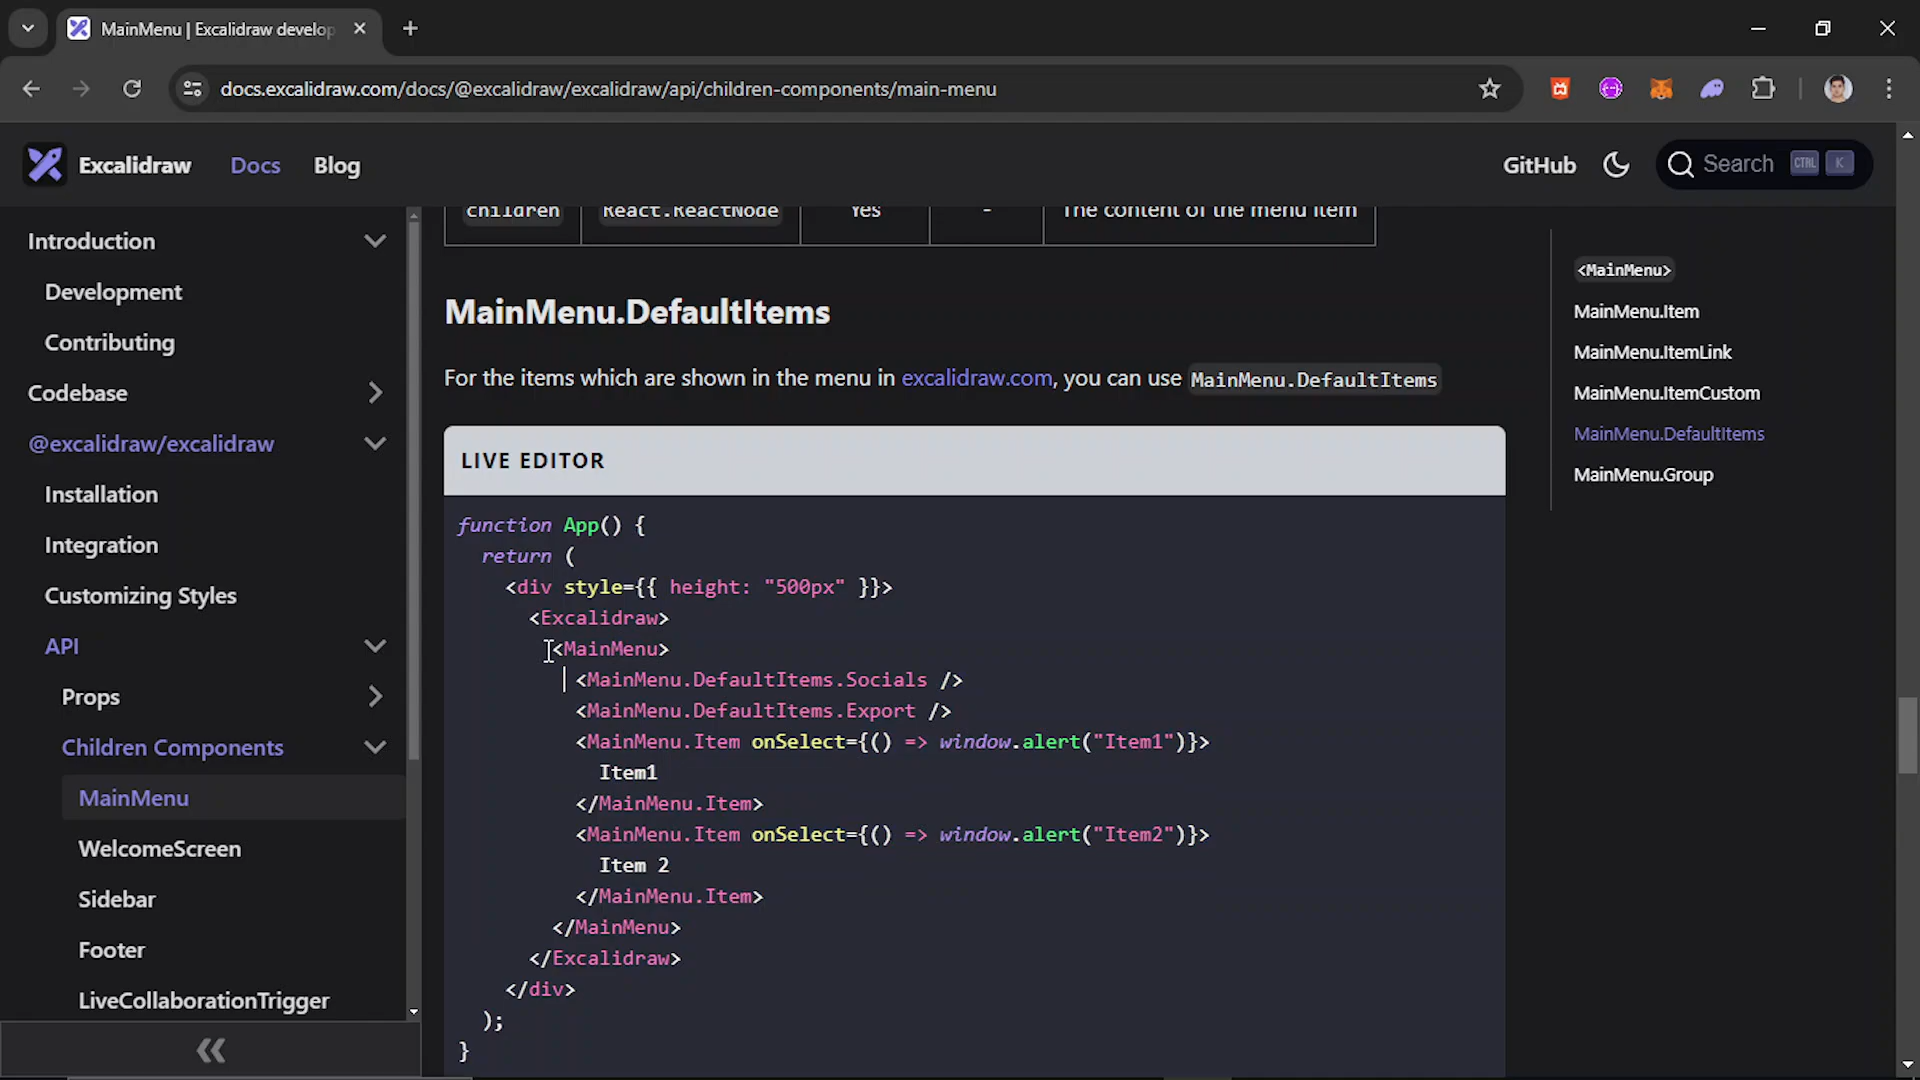 MainMenu | Excalidraw develop
docs.excalidraw.com/docs/@excalidraw/excalidraw/api/children-components/main-menu
Excalidraw
Docs
Blog
GitHub
Search
CTRL
K
Introduction
Development
Contributing
Codebase
@excalidraw/excalidraw
Installation
Integration
Customizing Styles
API
Props
Children Components
MainMenu
WelcomeScreen
Sidebar
Footer
LiveCollaborationTrigger
children React.ReactNode Yes - The content of the menu item
MainMenu.DefaultItems
For the items which are shown in the menu in excalidraw.com, you can use MainMenu.DefaultItems
LIVE EDITOR
function App() {
return (
<div style={{ height: "500px" }}>
<Excalidraw>
<MainMenu>
<MainMenu.DefaultItems.Socials />
<MainMenu.DefaultItems.Export />
<MainMenu.Item onSelect={() => window.alert("Item1")}>
Item1
</MainMenu.Item>
<MainMenu.Item onSelect={() => window.alert("Item2")}>
Item 2
</MainMenu.Item>
</MainMenu>
</Excalidraw>
</div>
);
}
<MainMenu>
MainMenu.Item
MainMenu.ItemLink
MainMenu.ItemCustom
MainMenu.DefaultItems
MainMenu.Group